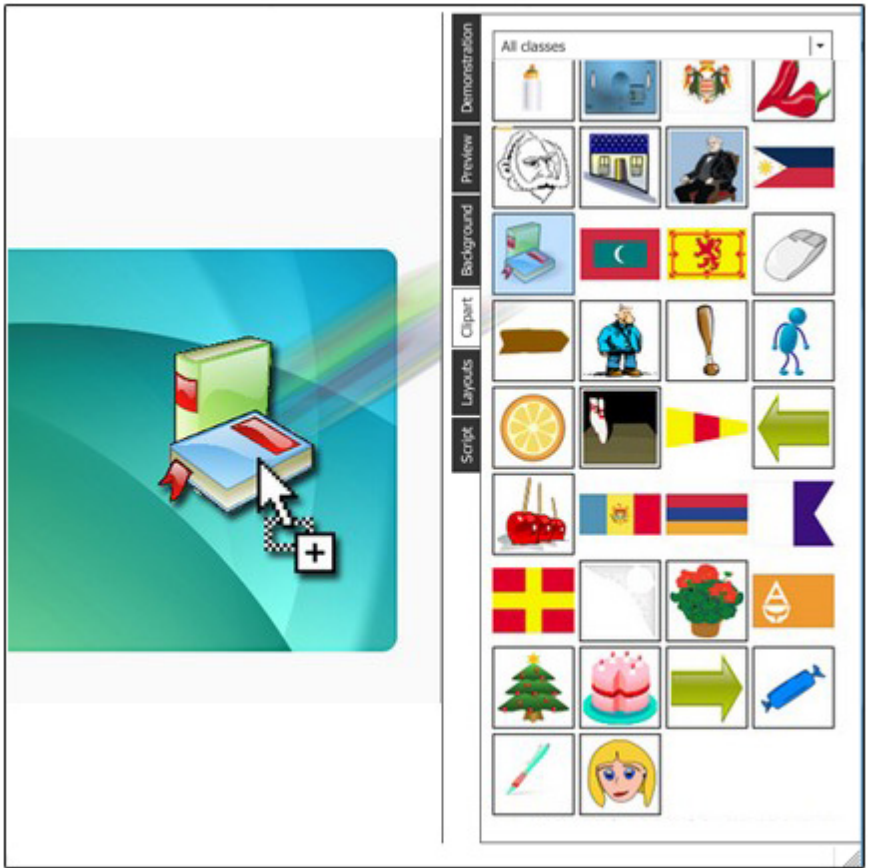 All classes
Demonstration
Preview
Background
Clipart
Layouts
Script